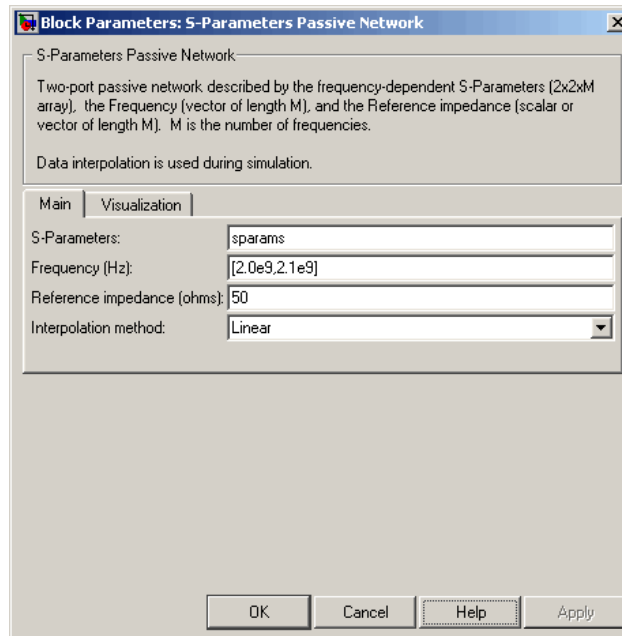 Block Parameters: S-Parameters Passive Network
S-Parameters Passive Network
Two-port passive network described by the frequency-dependent S-Parameters (2x2xM
array), the Frequency (vector of length M), and the Reference impedance (scalar or
vector of length M). M is the number of frequencies.
Data interpolation is used during simulation.
Main Visualization
S-Parameters: sparams
Frequency (Hz): [2.0e9,2.1e9]
Reference impedance (ohms): 50
Interpolation method: Linear
OK Cancel Help Apply